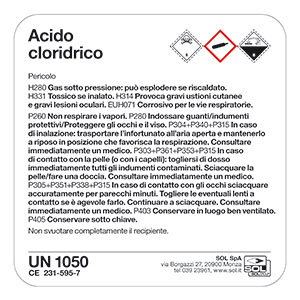 Acido
cloridrico
Pericolo
H280 Gas sotto pressione: può esplodere se riscaldato.
H331 Tossico se inalato. H314 Provoca gravi ustioni cutanee
e gravi lesioni oculari. EUH071 Corrosivo per le vie respiratorie.
P260 Non respirare i vapori. P280 Indossare guanti/indumenti
protettivi/Proteggere gli occhi e il viso. P304+P340+P315 In caso
di inalazione: trasportare l'infortunato all'aria aperta e mantenerlo
a riposo in posizione che favorisca la respirazione. Consultare
immediatamente un medico. P303+P361+P353+P315 In caso
di contatto con la pelle (o con i capelli): togliersi di dosso
immediatamente tutti gli indumenti contaminati. Sciacquare la
pelle/fare una doccia. Consultare immediatamente un medico.
P305+P351+P338+P315 In caso di contatto con gli occhi sciacquare
accuratamente per parecchi minuti. Togliere le eventuali lenti a
contatto se è agevole farlo. Continuare a sciacquare. Consultare
immediatamente un medico. P403 Conservare in luogo ben ventilato.
P405 Conservare sotto chiave.
Non svuotare completamente il recipiente.
UN 1050
CE 231-595-7
SOL SpA
via Borgazzi 27, 20900 Monza
tel 039 23961, www.sol.it
SOL